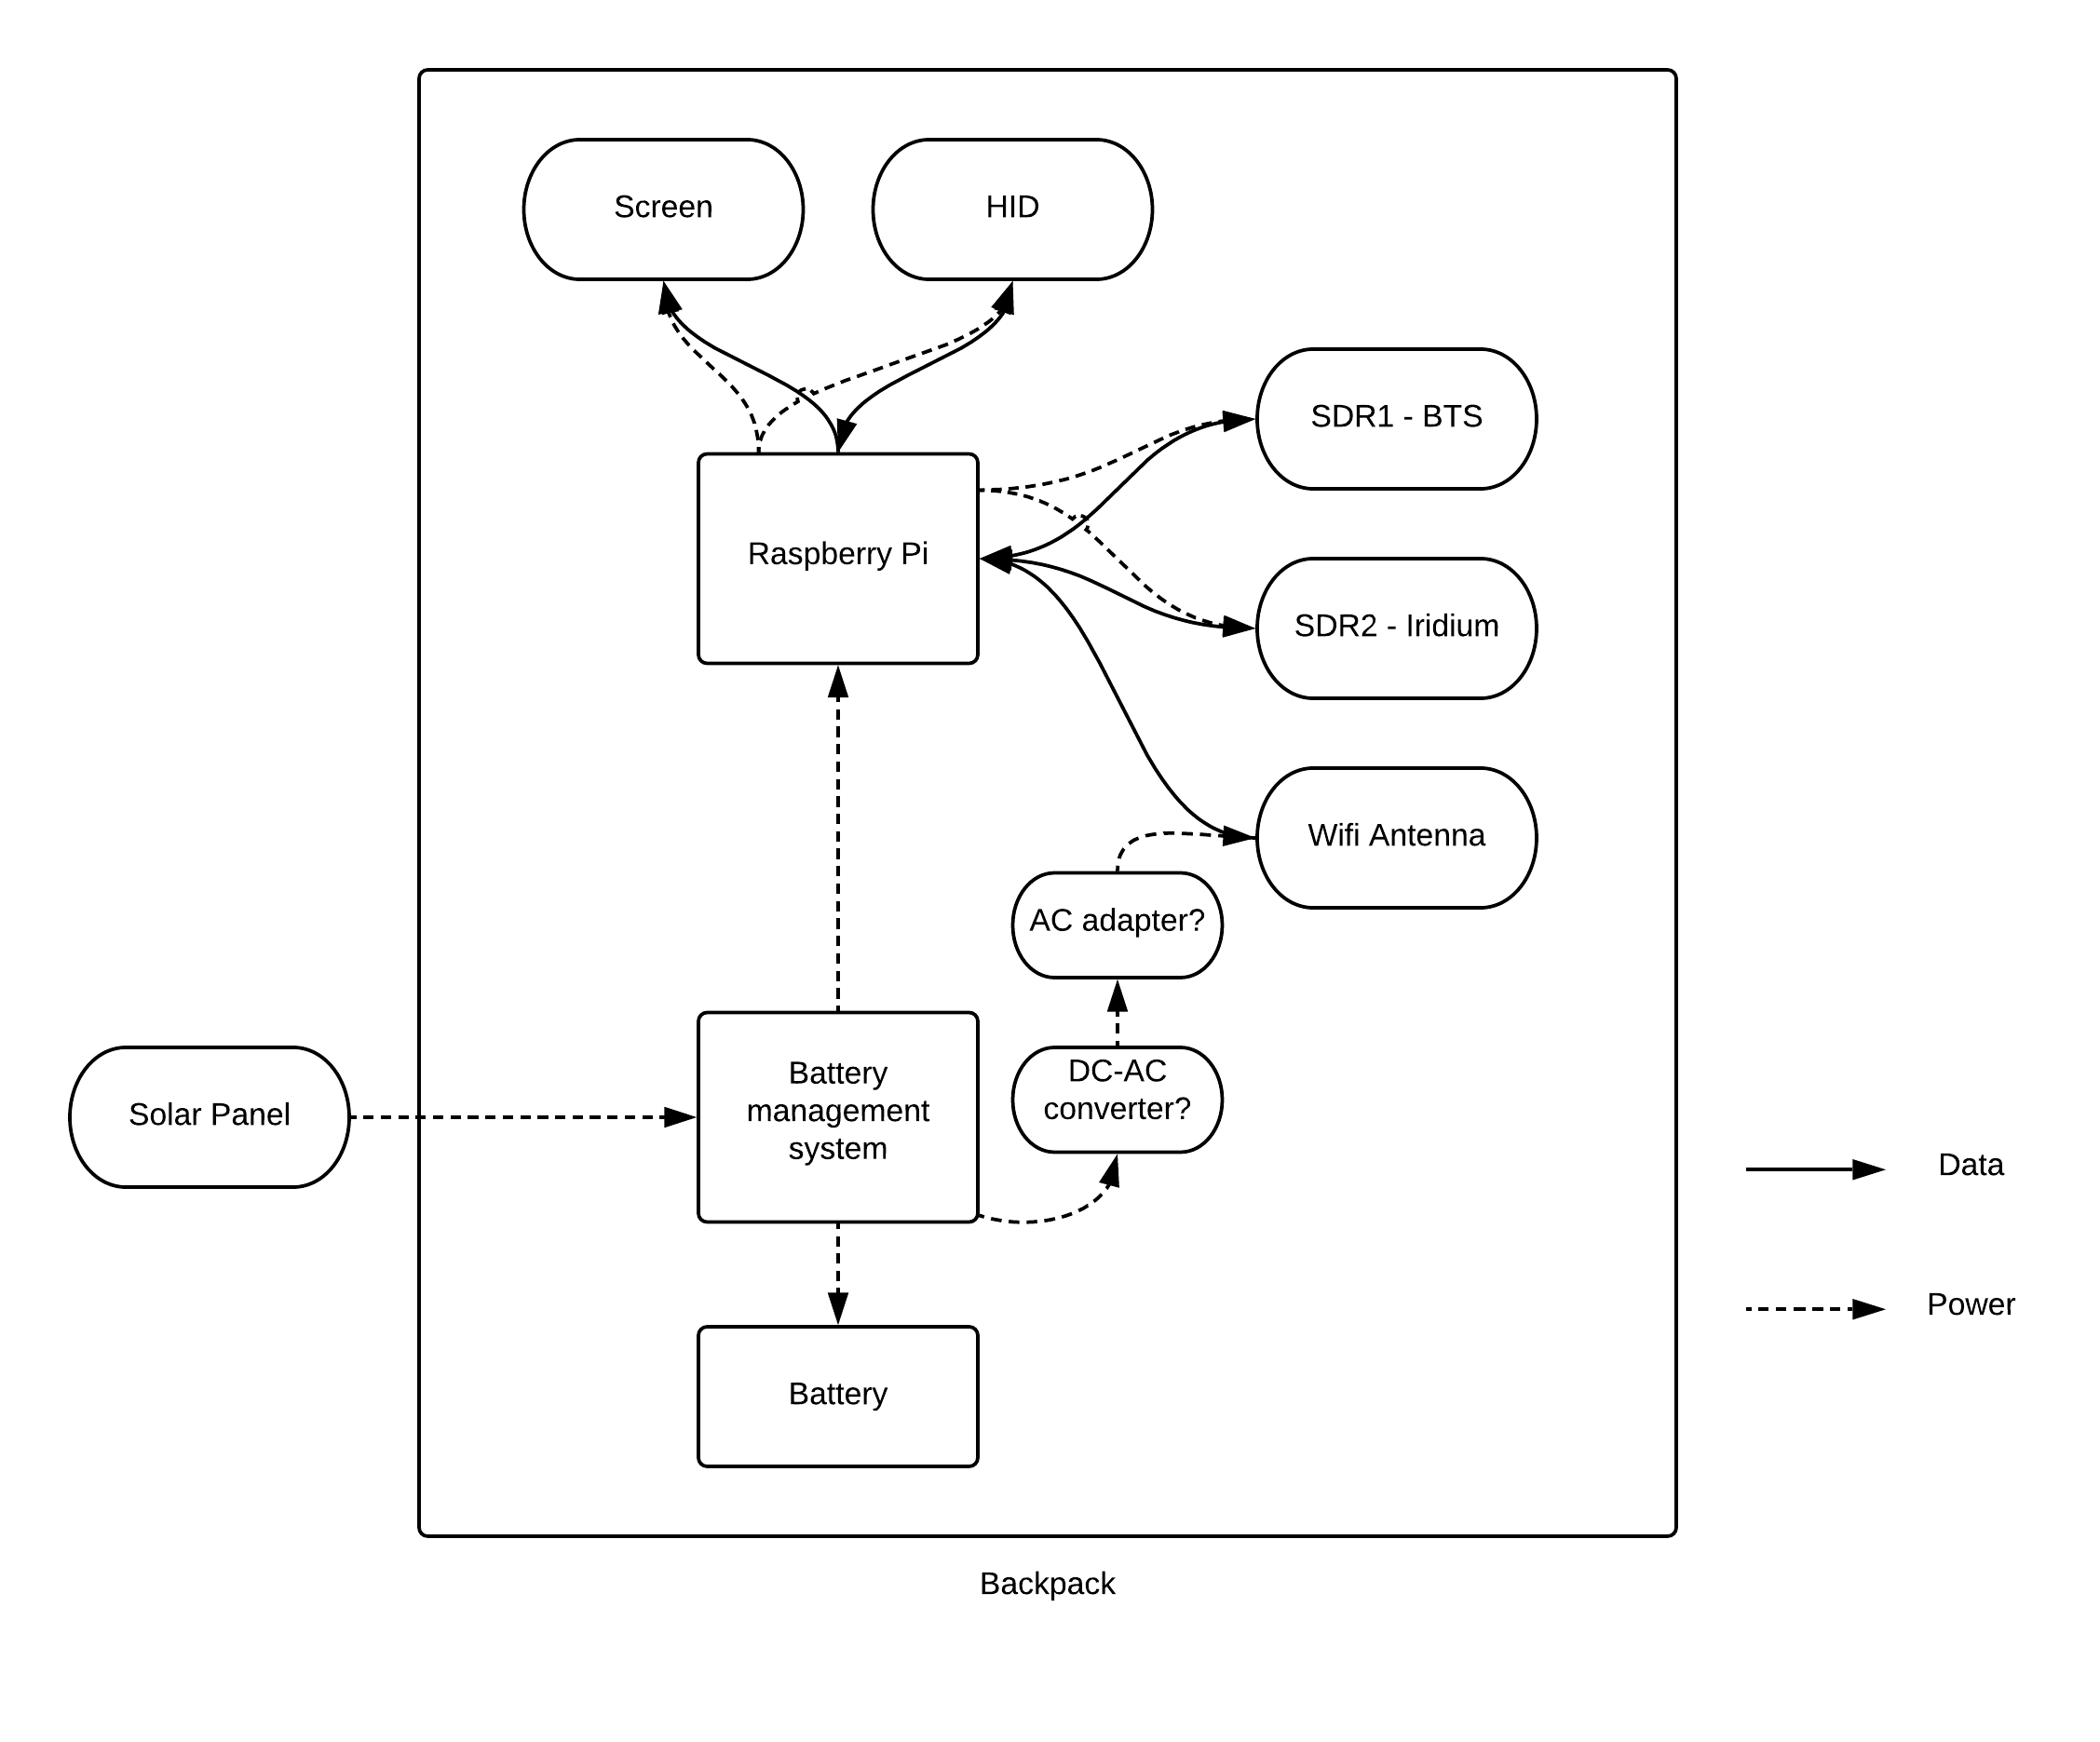 Screen
HID
SDR1 - BTS
Raspberry Pi
SDR2 - Iridium
Wifi Antenna
AC adapter?
DC-AC
converter?
Battery
management
system
Solar Panel
Data
Power
Battery
Backpack